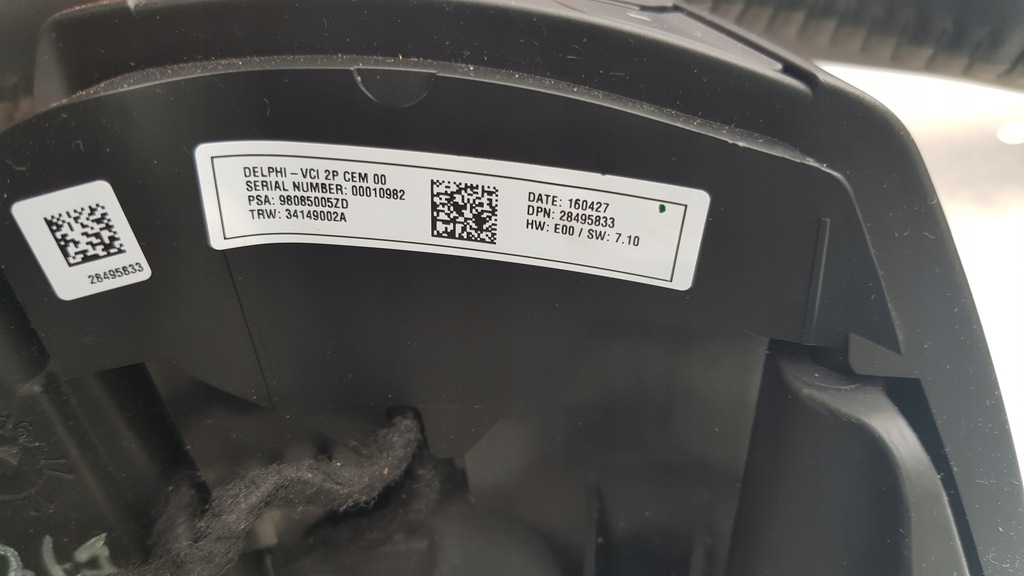 DELPHI - VCI 2P CEM 00
SERIAL NUMBER: 00010982
PSA: 98085005ZD
TRW: 34149002A
DATE: 160427
DPN: 28495833
HW: E00 / SW: 7.10
28495833